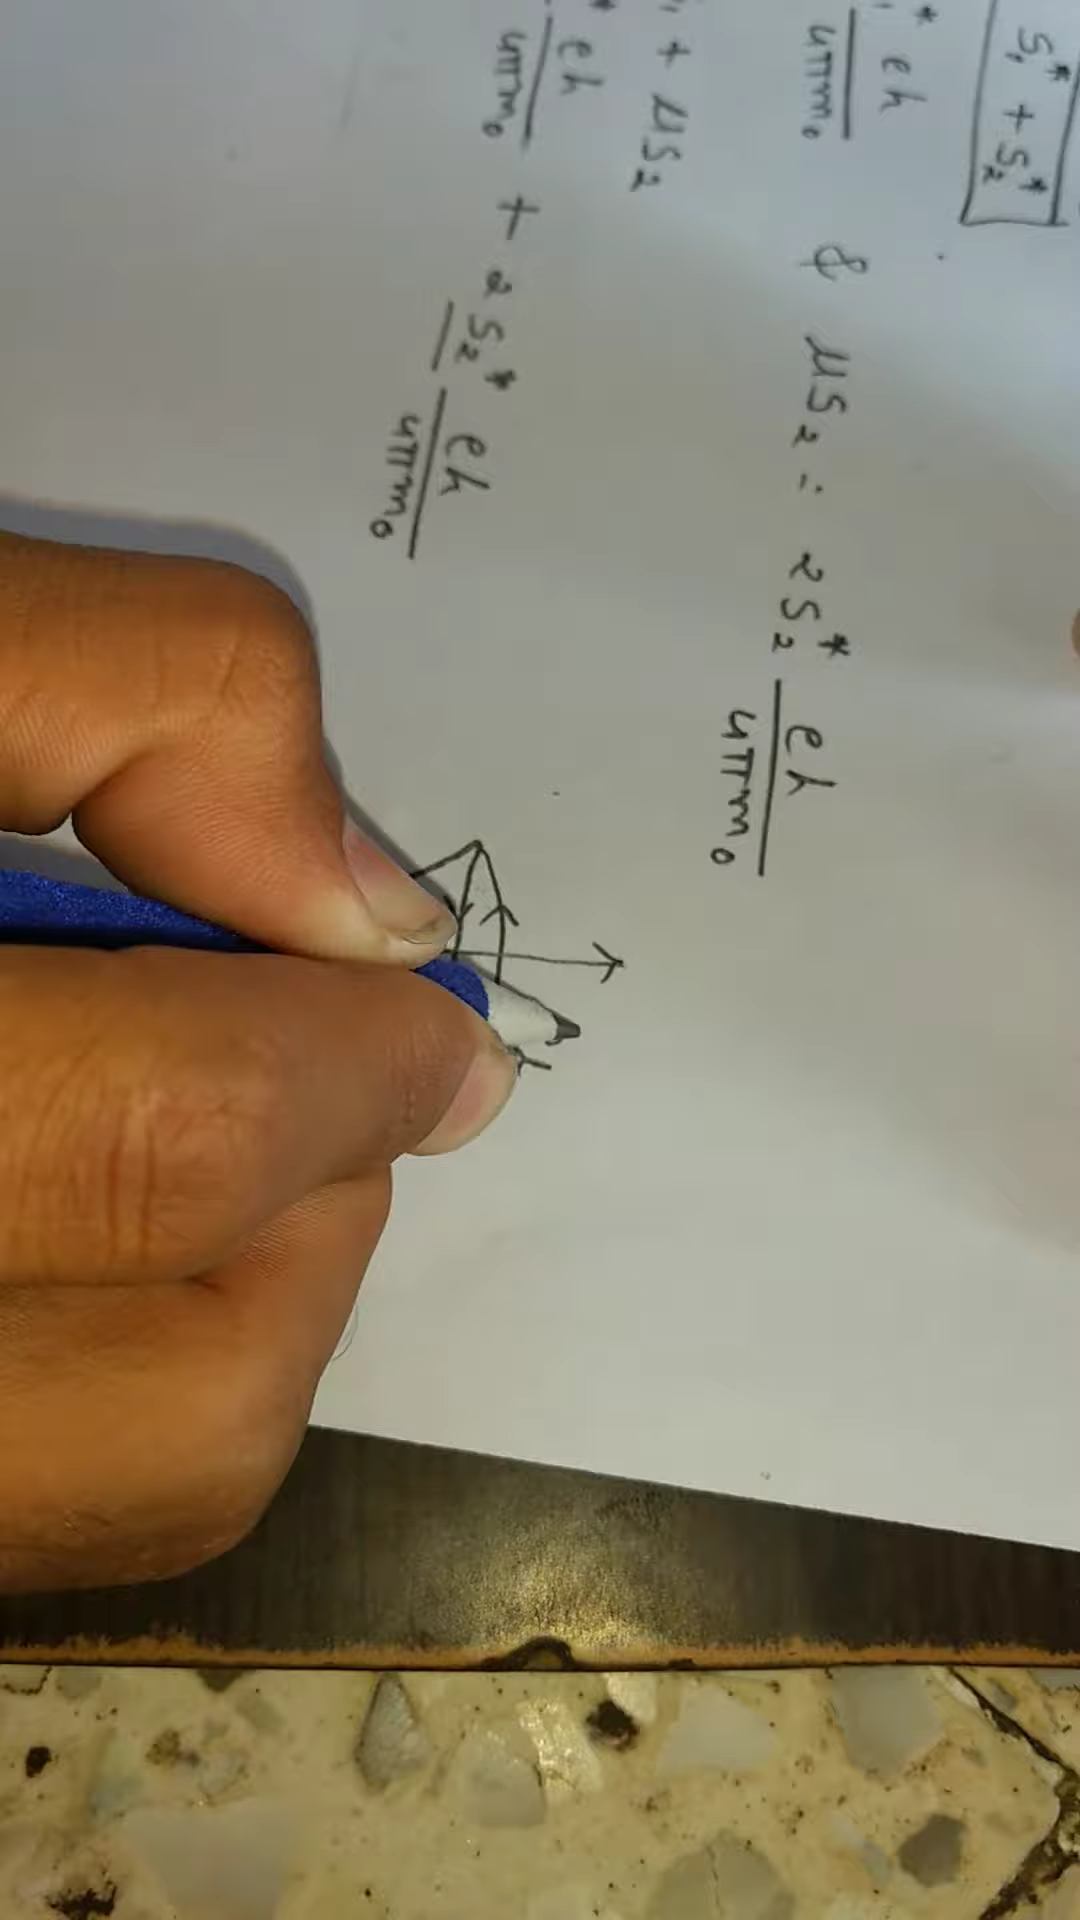 S₁* + S₂*
* eh/4πm₀ & μS₂ = 2S₂* eh/4πm₀
+ μS₂
* eh/4πm₀ + 2S₂* eh/4πm₀